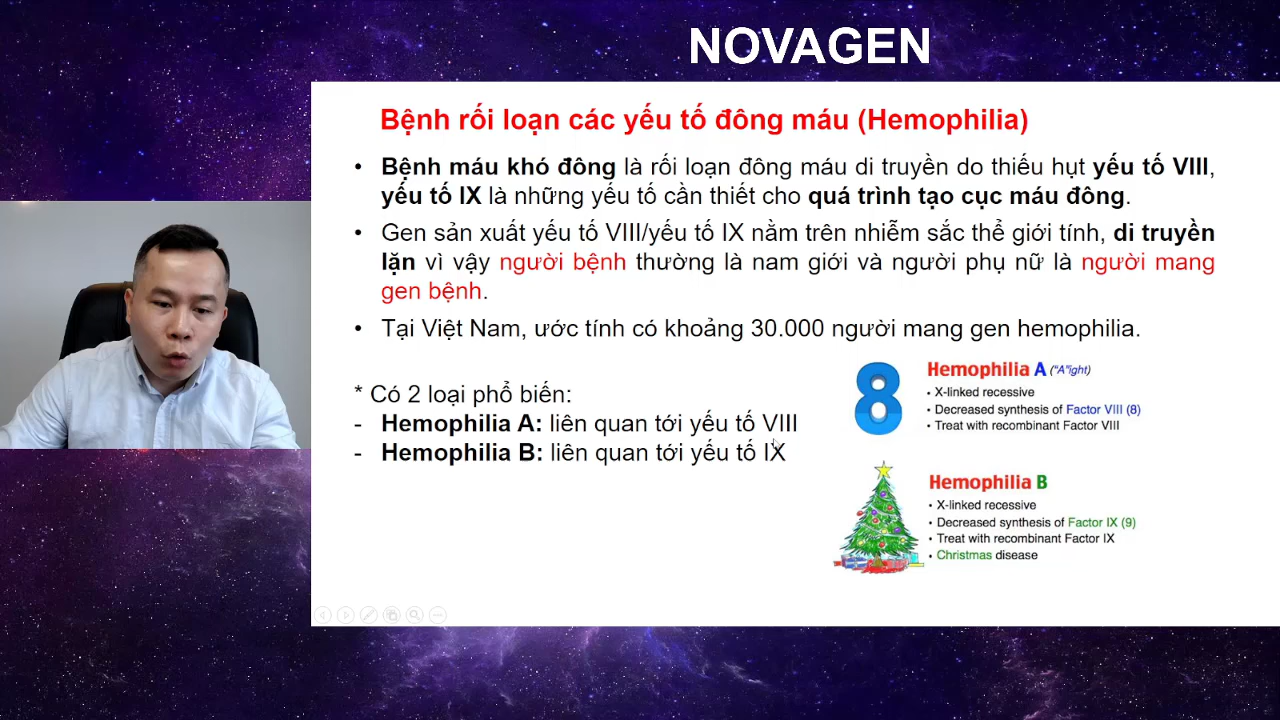 NOVAGEN
Bệnh rối loạn các yếu tố đông máu (Hemophilia)
• Bệnh máu khó đông là rối loạn đông máu di truyền do thiếu hụt yếu tố VIII,
yếu tố IX là những yếu tố cần thiết cho quá trình tạo cục máu đông.
• Gen sản xuất yếu tố VIII/yếu tố IX nằm trên nhiễm sắc thể giới tính, di truyền
lặn vì vậy người bệnh thường là nam giới và người phụ nữ là người mang
gen bệnh.
• Tại Việt Nam, ước tính có khoảng 30.000 người mang gen hemophilia.
* Có 2 loại phổ biến:
- Hemophilia A: liên quan tới yếu tố VIII
- Hemophilia B: liên quan tới yếu tố IX
8
Hemophilia A ("A"ight)
• X-linked recessive
• Decreased synthesis of Factor VIII (8)
• Treat with recombinant Factor VIII
Hemophilia B
• X-linked recessive
• Decreased synthesis of Factor IX (9)
• Treat with recombinant Factor IX
• Christmas disease